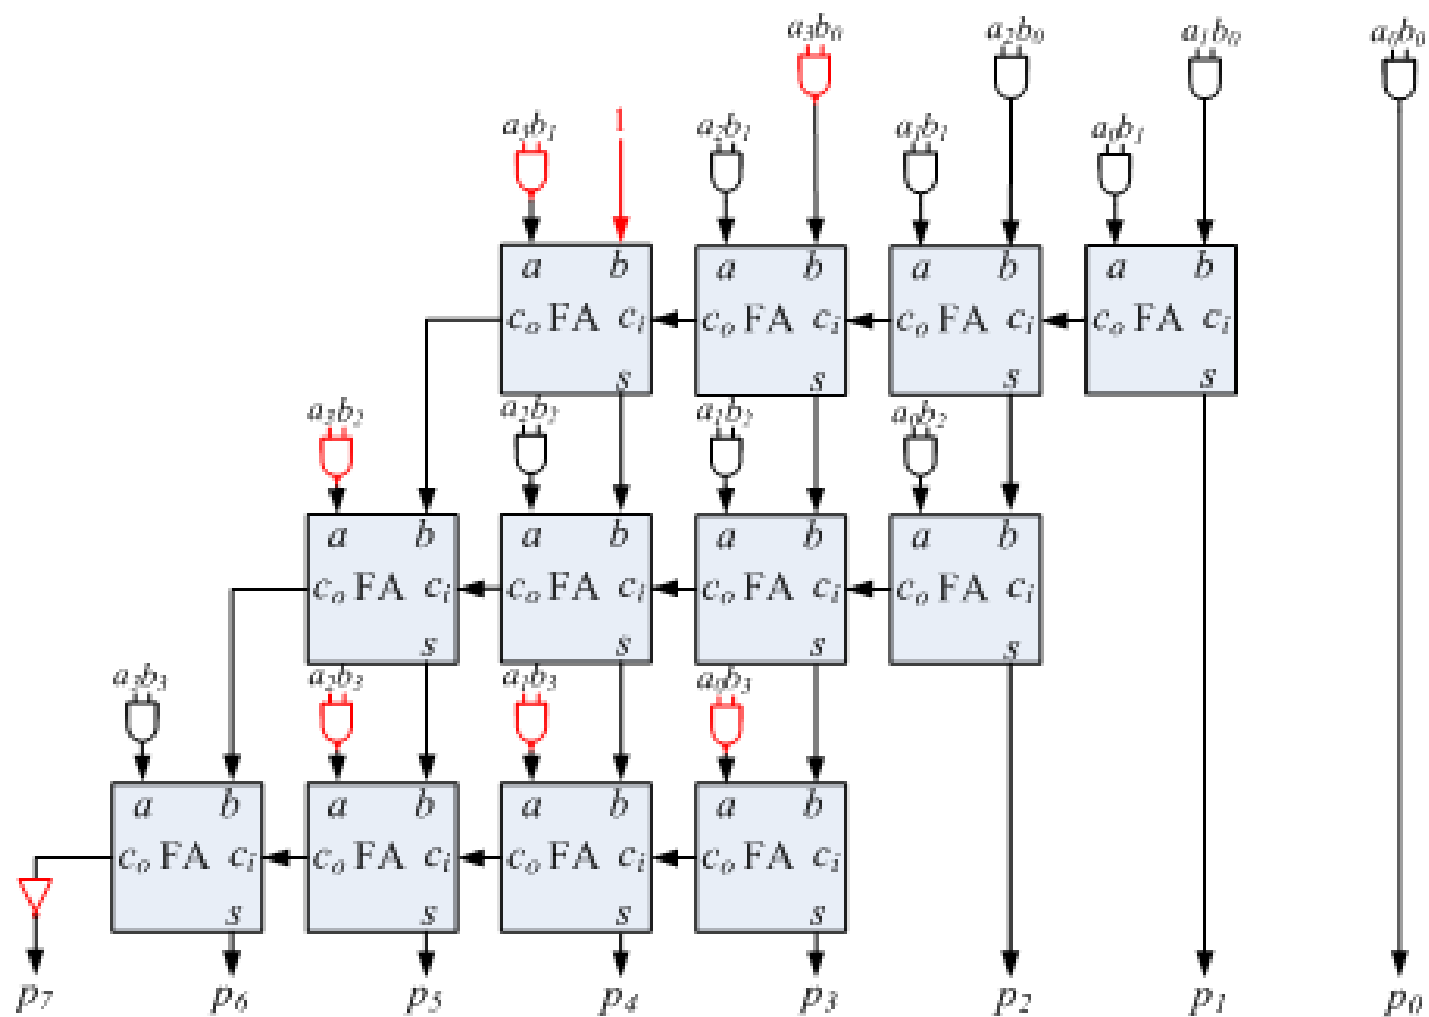 a₃b₀ a₂b₀ a₁b₀ a₀b₀
a₃b₁ 1 a₂b₁ a₁b₁ a₀b₁
a b a b a b a b
cₒ FA cᵢ cₒ FA cᵢ cₒ FA cᵢ cₒ FA cᵢ
s s s s
a₃b₂ a₂b₂ a₁b₂ a₀b₂
a b a b a b a b
cₒ FA cᵢ cₒ FA cᵢ cₒ FA cᵢ cₒ FA cᵢ
s s s s
a₃b₃ a₂b₃ a₁b₃ a₀b₃
a b a b a b a b
cₒ FA cᵢ cₒ FA cᵢ cₒ FA cᵢ cₒ FA cᵢ
s s s s
p₇ p₆ p₅ p₄ p₃ p₂ p₁ p₀